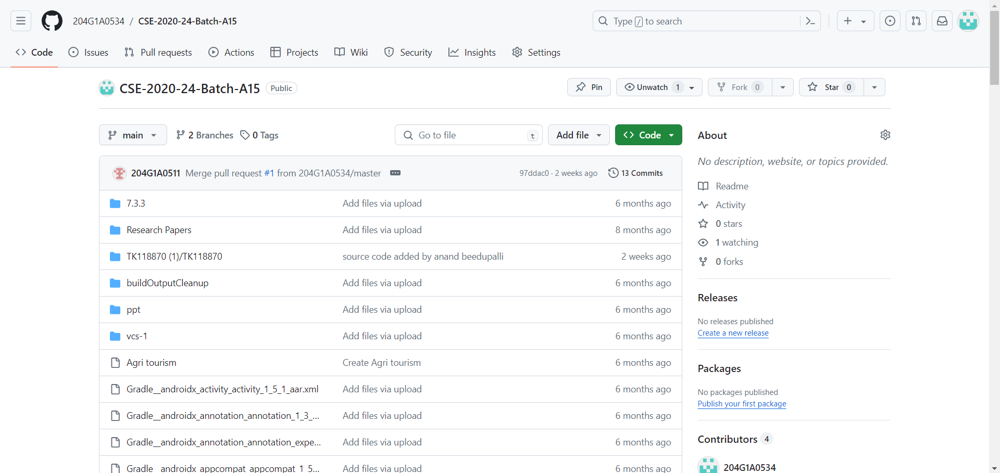 204G1A0534 / CSE-2020-24-Batch-A15
Type / to search
Code Issues Pull requests Actions Projects Wiki Security Insights Settings
CSE-2020-24-Batch-A15 Public
Pin Unwatch 1 Fork 0 Star 0
main 2 Branches 0 Tags Go to file t Add file Code
204G1A0511 Merge pull request #1 from 204G1A0534/master 97ddac0 · 2 weeks ago 13 Commits
7.3.3 Add files via upload 6 months ago
Research Papers Add files via upload 8 months ago
TK118870 (1)/TK118870 source code added by anand beedupalli 2 weeks ago
buildOutputCleanup Add files via upload 6 months ago
ppt Add files via upload 6 months ago
vcs-1 Add files via upload 6 months ago
Agri tourism Create Agri tourism 6 months ago
Gradle__androidx_activity_activity_1_5_1_aar.xml Add files via upload 6 months ago
Gradle__androidx_annotation_annotation_1_3_... Add files via upload 6 months ago
Gradle__androidx_annotation_annotation_expe... Add files via upload 6 months ago
Gradle__androidx_appcompat_appcompat_1_5... Add files via upload 6 months ago
About
No description, website, or topics provided.
Readme
Activity
0 stars
1 watching
0 forks
Releases
No releases published
Create a new release
Packages
No packages published
Publish your first package
Contributors 4
204G1A0534